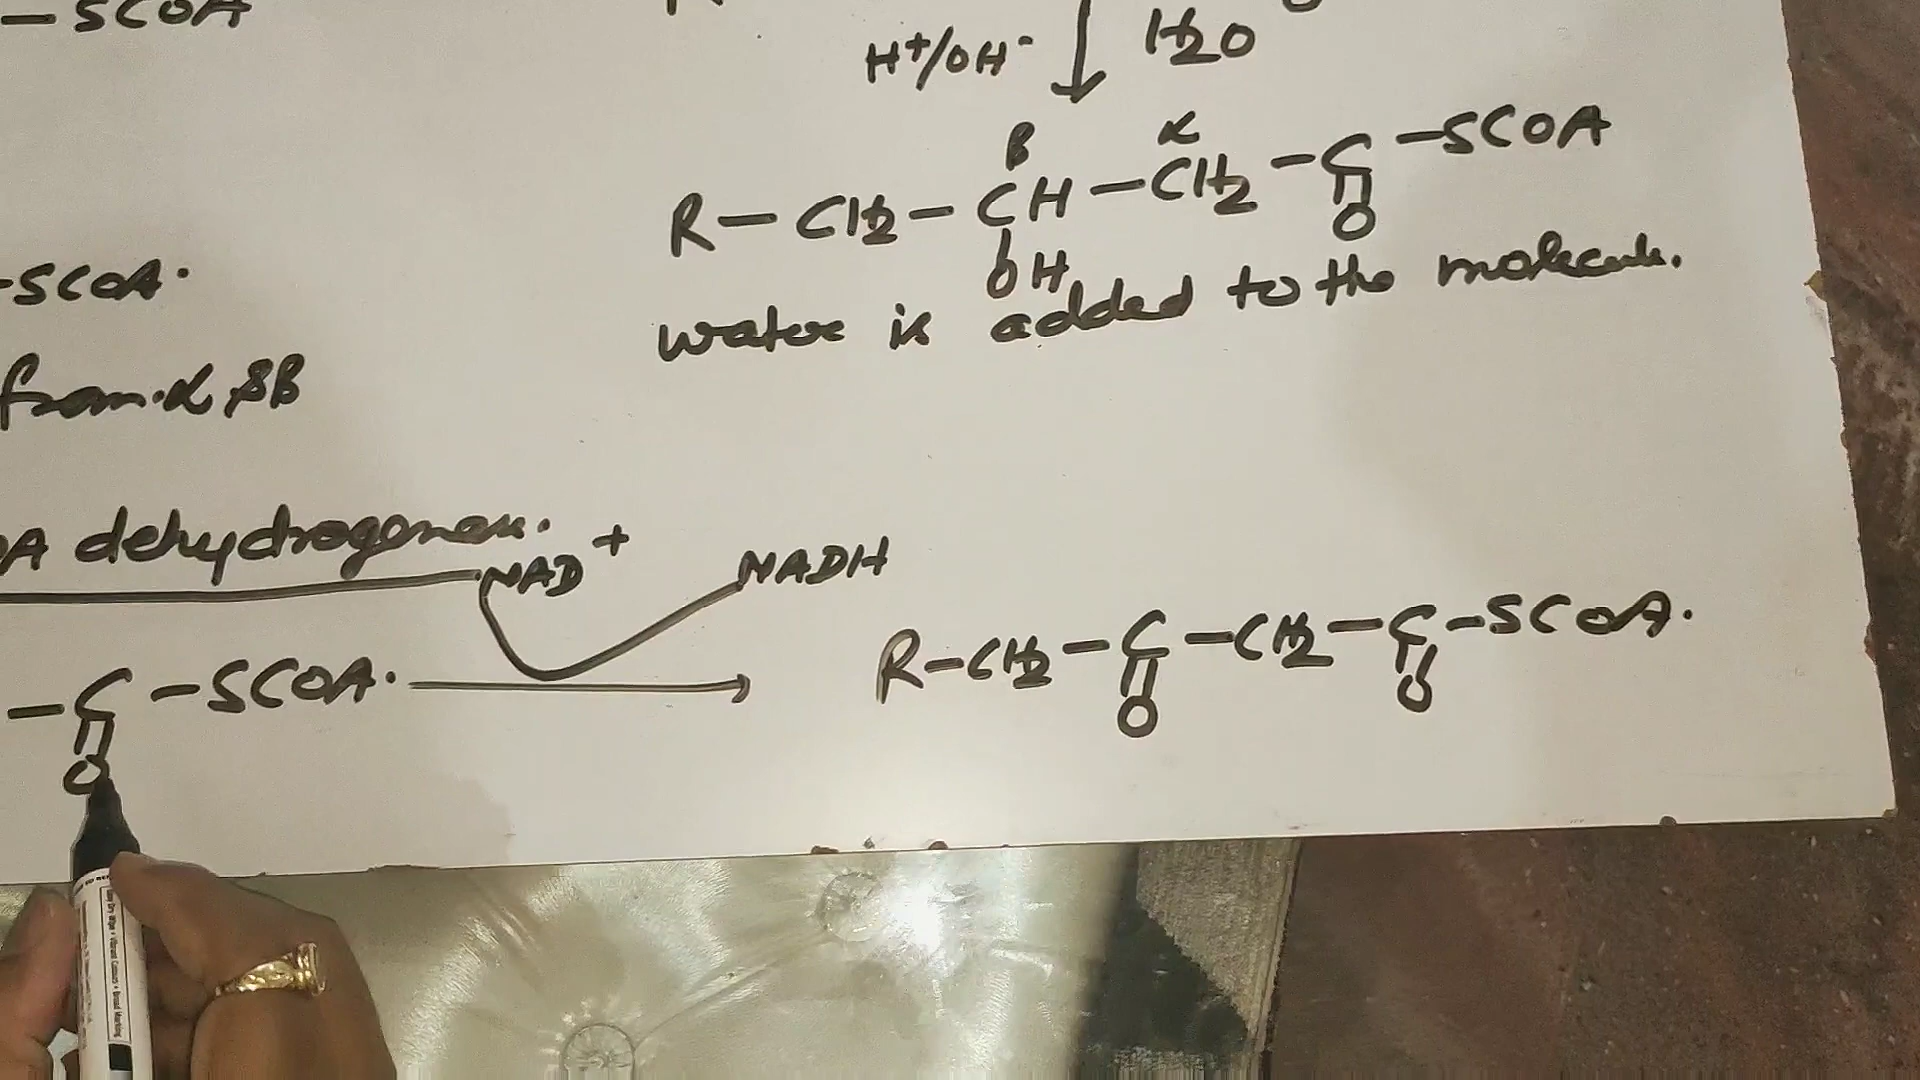 – SCOA
H+/OH- ↓ H2O
β α
R – CH2 – CH – CH2 – C – SCOA
OH O
water is added to the molecule.
-SCOA.
from α & B
A dehydrogenase.
NAD+ NADH
– C – SCOA. → R – CH2 – C – CH2 – C – SCOA.
O O O